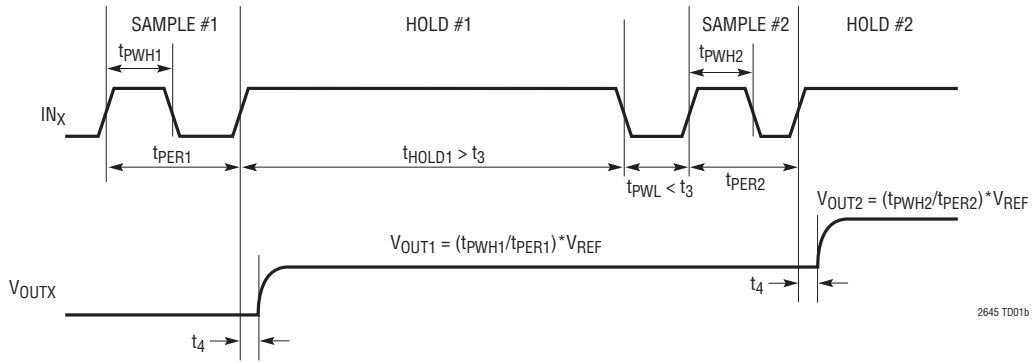 SAMPLE #1 HOLD #1 SAMPLE #2 HOLD #2
tPWH1 tPWH2
INX
tPER1 tHOLD1 > t3 tPWL < t3 tPER2
VOUT1 = (tPWH1/tPER1)*VREF VOUT2 = (tPWH2/tPER2)*VREF
VOUTX
t4 t4
2645 TD01b